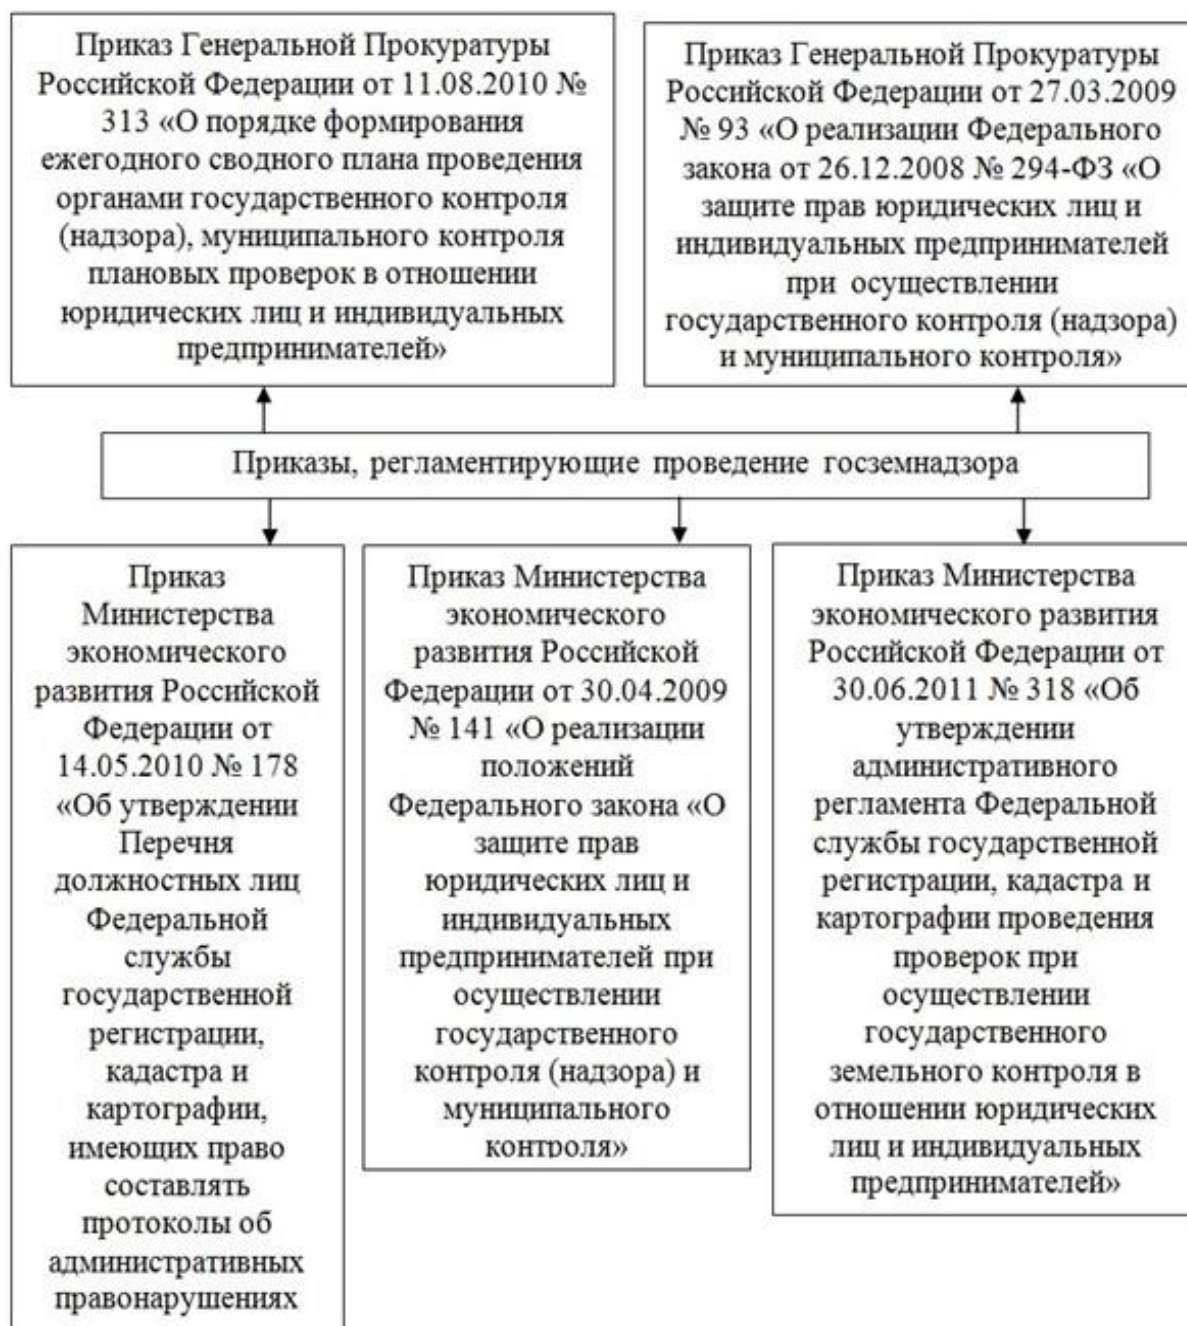 Приказ Генеральной Прокуратуры
Российской Федерации от 11.08.2010 №
313 «О порядке формирования
ежегодного сводного плана проведения
органами государственного контроля
(надзора), муниципального контроля
плановых проверок в отношении
юридических лиц и индивидуальных
предпринимателей»
Приказ Генеральной Прокуратуры
Российской Федерации от 27.03.2009
№ 93 «О реализации Федерального
закона от 26.12.2008 № 294-ФЗ «О
защите прав юридических лиц и
индивидуальных предпринимателей
при осуществлении
государственного контроля (надзора)
и муниципального контроля»
Приказы, регламентирующие проведение госземнадзора
Приказ
Министерства
экономического
развития Российской
Федерации от
14.05.2010 № 178
«Об утверждении
Перечня
должностных лиц
Федеральной
службы
государственной
регистрации,
кадастра и
картографии,
имеющих право
составлять
протоколы об
административных
правонарушениях
Приказ Министерства
экономического
развития Российской
Федерации от 30.04.2009
№ 141 «О реализации
положений
Федерального закона «О
защите прав
юридических лиц и
индивидуальных
предпринимателей при
осуществлении
государственного
контроля (надзора) и
муниципального
контроля»
Приказ Министерства
экономического развития
Российской Федерации от
30.06.2011 № 318 «Об
утверждении
административного
регламента Федеральной
службы государственной
регистрации, кадастра и
картографии проведения
проверок при
осуществлении
государственного
земельного контроля в
отношении юридических
лиц и индивидуальных
предпринимателей»